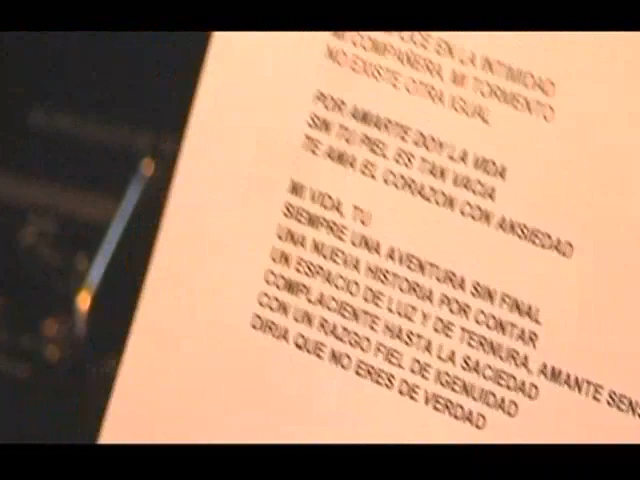 EN LA INTIMIDAD
MI COMPAÑERA, MI TORMENTO
NO EXISTE OTRA IGUAL
POR AMARTE DOY LA VIDA
SIN TU PIEL ES TAN VACIA
TE AMA EL CORAZON CON ANSIEDAD
MI VIDA, TU
SIEMPRE UNA AVENTURA SIN FINAL
UNA NUEVA HISTORIA POR CONTAR
UN ESPACIO DE LUZ Y DE TERNURA, AMANTE SENS
COMPLACIENTE HASTA LA SACIEDAD
CON UN RAZGO FIEL DE IGENUIDAD
DIRIA QUE NO ERES DE VERDAD